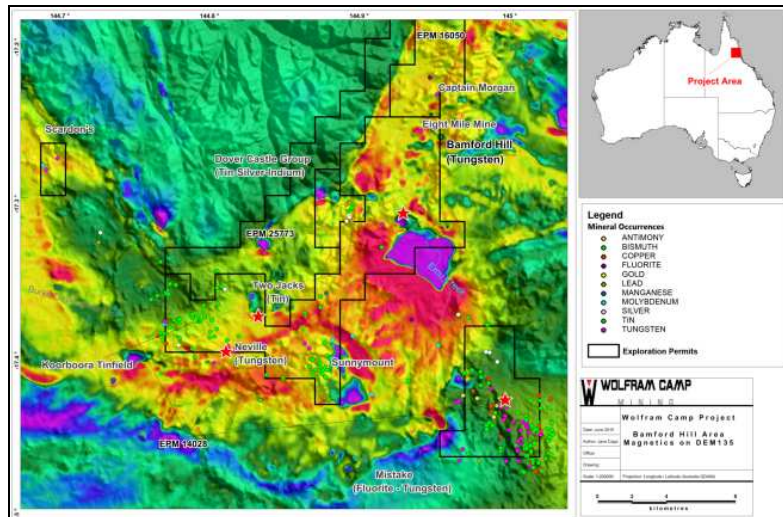 144.7 °
144.8 °
144.9 °
145 °
EPM 16050
Captain Morgan
Scardon's
Eight Mile Mine
Bamford Hill
(Tungsten)
Dover Castle Group
(Tin-Silver-Indium)
EPM 25773
Two Jacks
(Tin)
Koorboora Tinfield
Neville
(Tungsten)
Sunnymount
EPM 14028
Mistake
(Fluorite - Tungsten)
Project Area
Legend
Mineral Occurrences
ANTIMONY
BISMUTH
COPPER
FLUORITE
GOLD
LEAD
MANGANESE
MOLYBDENUM
SILVER
TIN
TUNGSTEN
Exploration Permits
WOLFRAM CAMP
MINING
Wolfram Camp Project
Bamford Hill Area
Magnetics on DEM135
Office:
Drawing:
kilometres